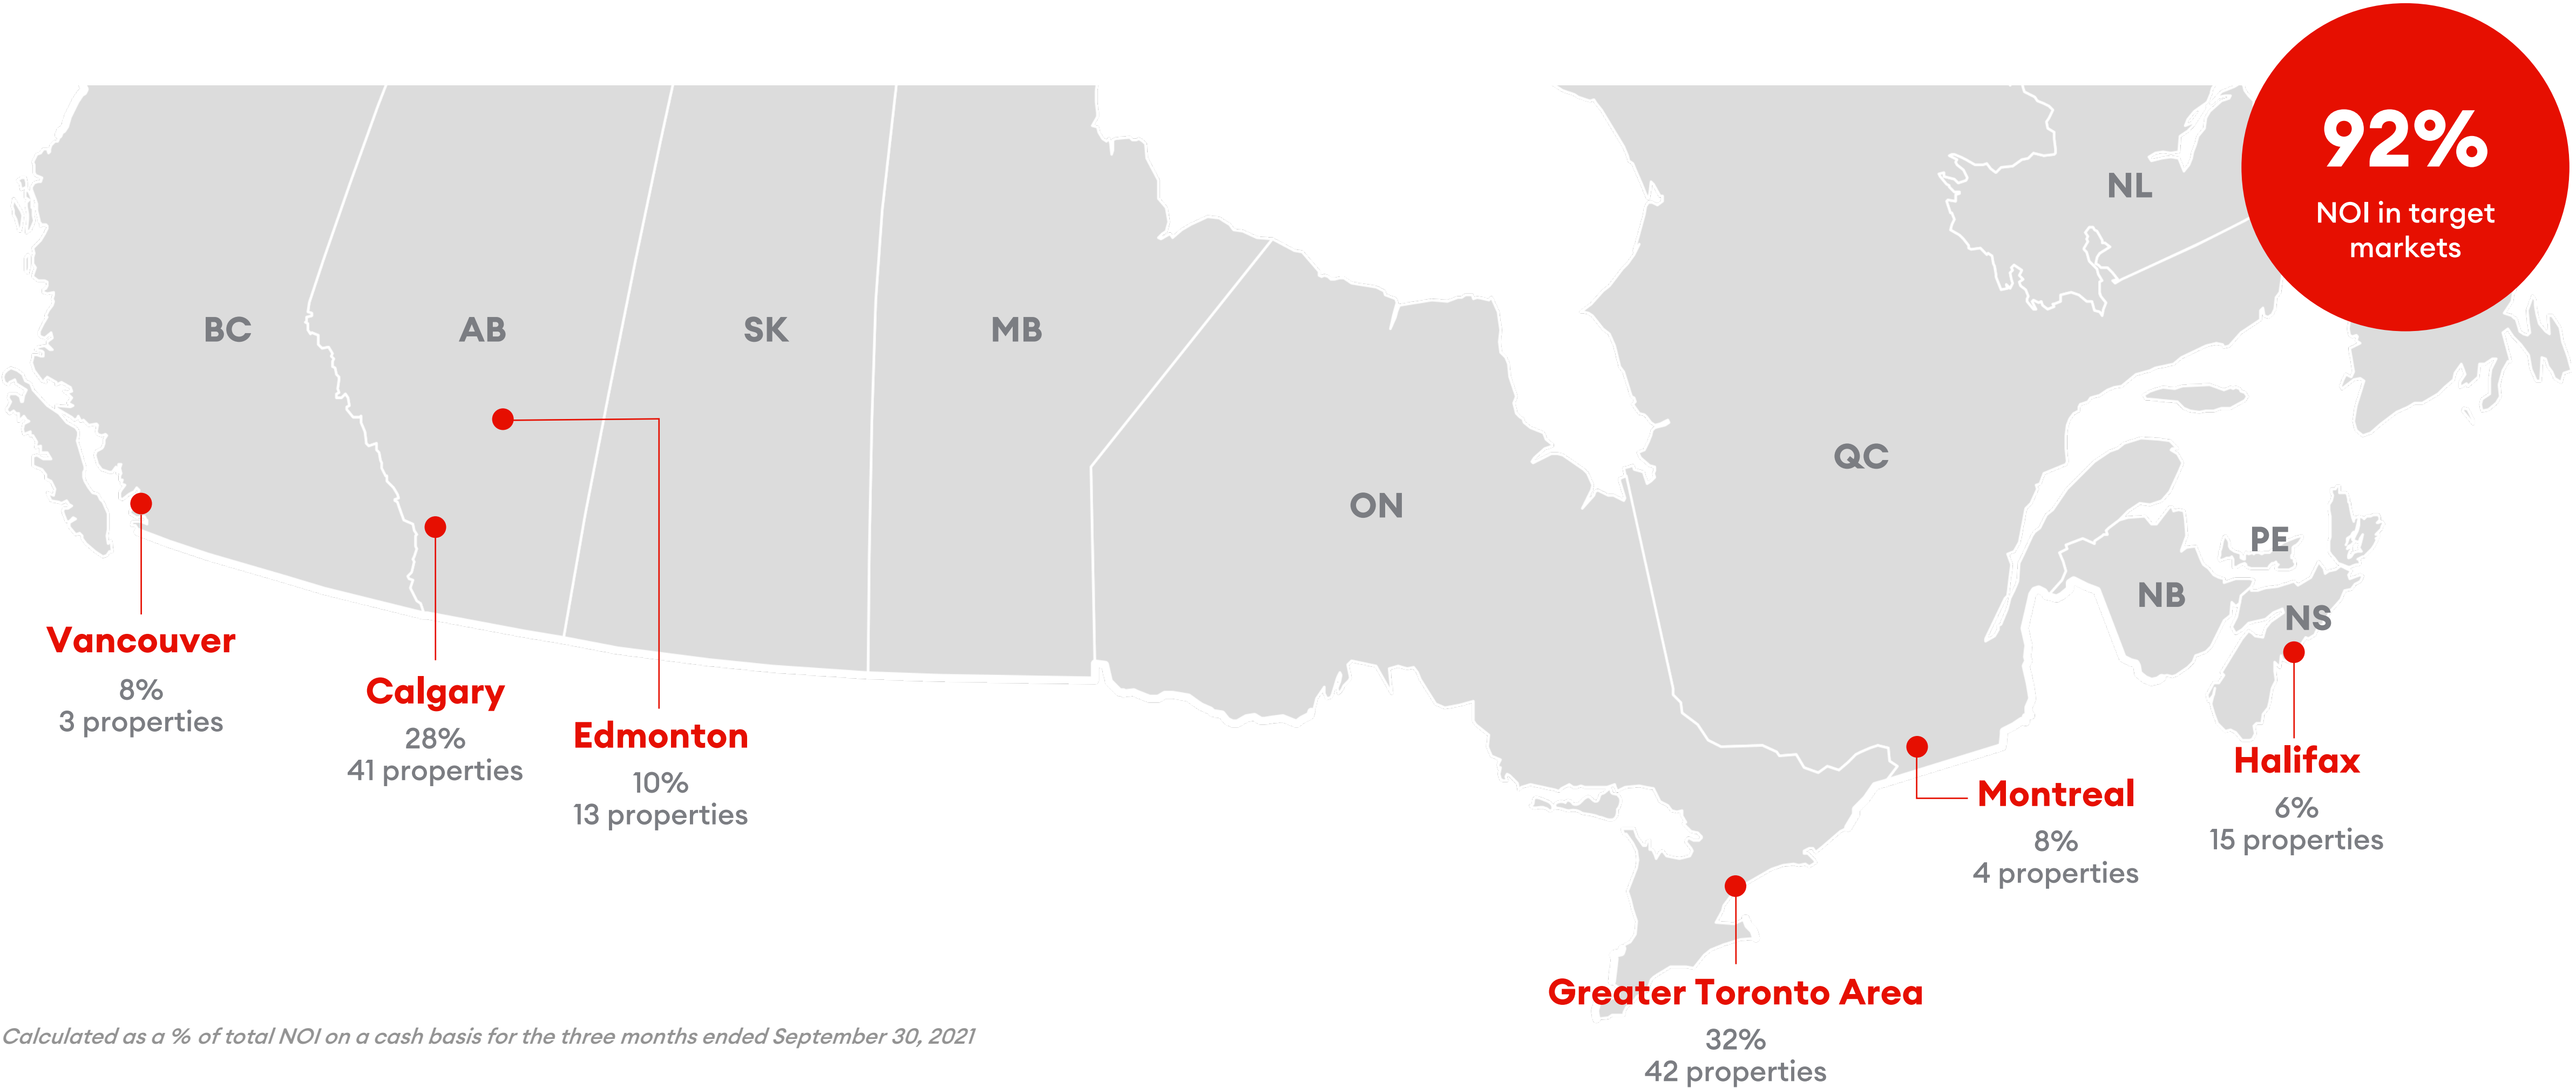 92%
NOI in target
markets
NL
BC
AB
SK
MB
QC
ON
PE
NB
NS
Vancouver
8%
3 properties
Calgary
28%
41 properties
Edmonton
10%
13 properties
Montreal
8%
4 properties
Halifax
6%
15 properties
Greater Toronto Area
32%
42 properties
Calculated as a % of total NOI on a cash basis for the three months ended September 30, 2021